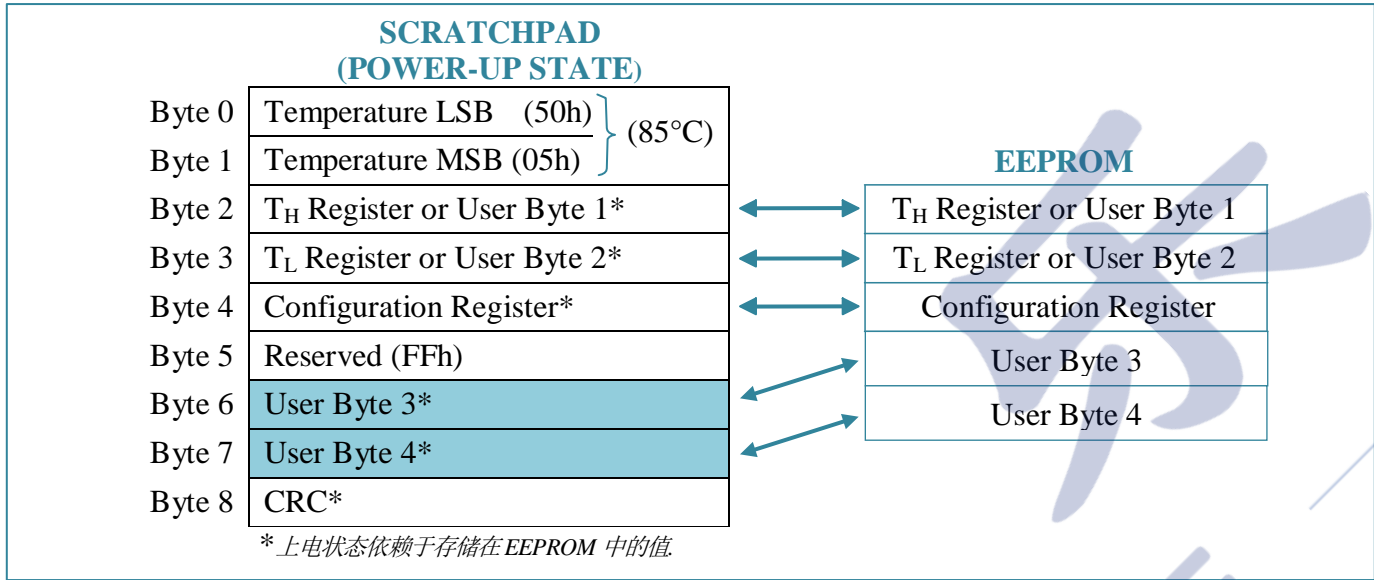 SCRATCHPAD
(POWER-UP STATE)
Byte 0 Temperature LSB (50h)
(85°C)
Byte 1 Temperature MSB (05h)
EEPROM
Byte 2 TH Register or User Byte 1* TH Register or User Byte 1
Byte 3 TL Register or User Byte 2* TL Register or User Byte 2
Byte 4 Configuration Register* Configuration Register
Byte 5 Reserved (FFh) User Byte 3
Byte 6 User Byte 3* User Byte 4
Byte 7 User Byte 4*
Byte 8 CRC*
*上电状态依赖于存储在EEPROM 中的值.